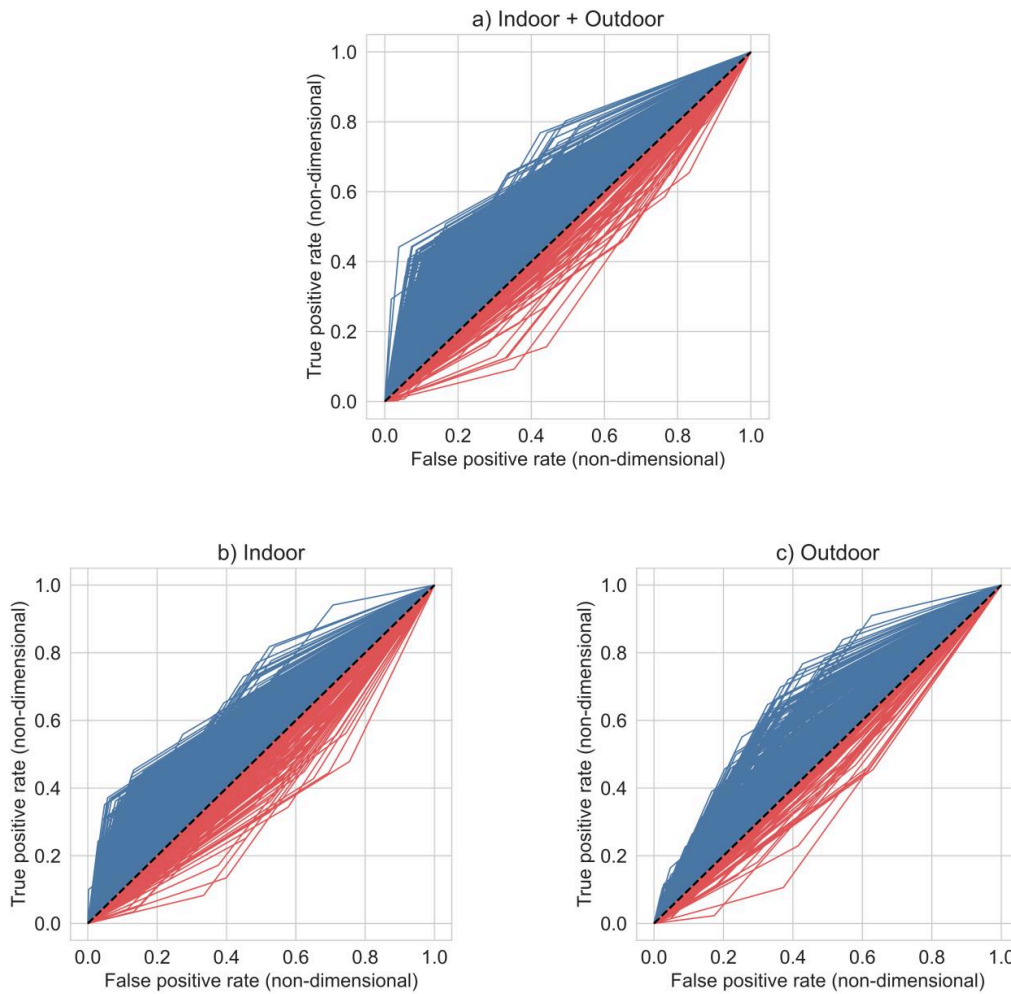 a) Indoor + Outdoor
True positive rate (non-dimensional)
1.0
0.8
0.6
0.4
0.2
0.0
0.0 0.2 0.4 0.6 0.8 1.0
False positive rate (non-dimensional)
b) Indoor
True positive rate (non-dimensional)
1.0
0.8
0.6
0.4
0.2
0.0
0.0 0.2 0.4 0.6 0.8 1.0
False positive rate (non-dimensional)
c) Outdoor
True positive rate (non-dimensional)
1.0
0.8
0.6
0.4
0.2
0.0
0.0 0.2 0.4 0.6 0.8 1.0
False positive rate (non-dimensional)